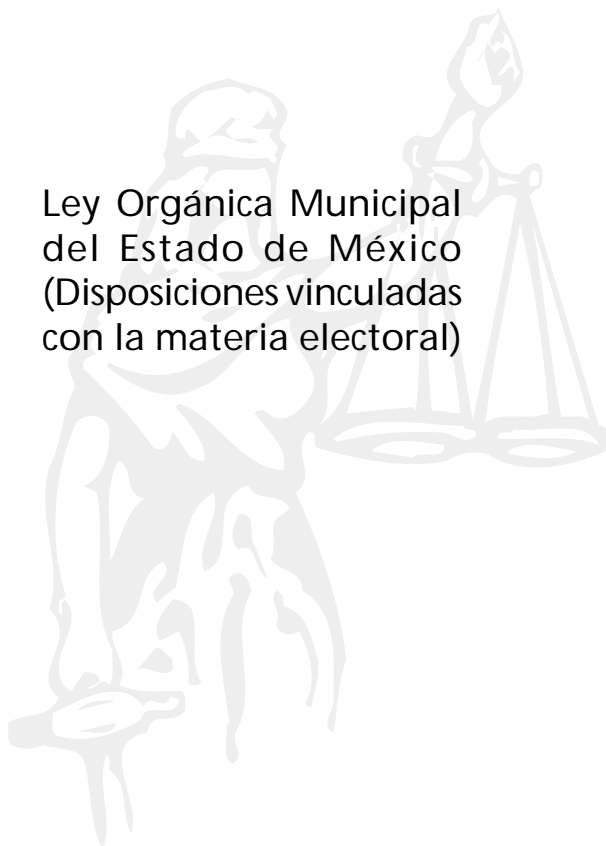 Ley Orgánica Municipal
del Estado de México
(Disposiciones vinculadas
con la materia electoral)